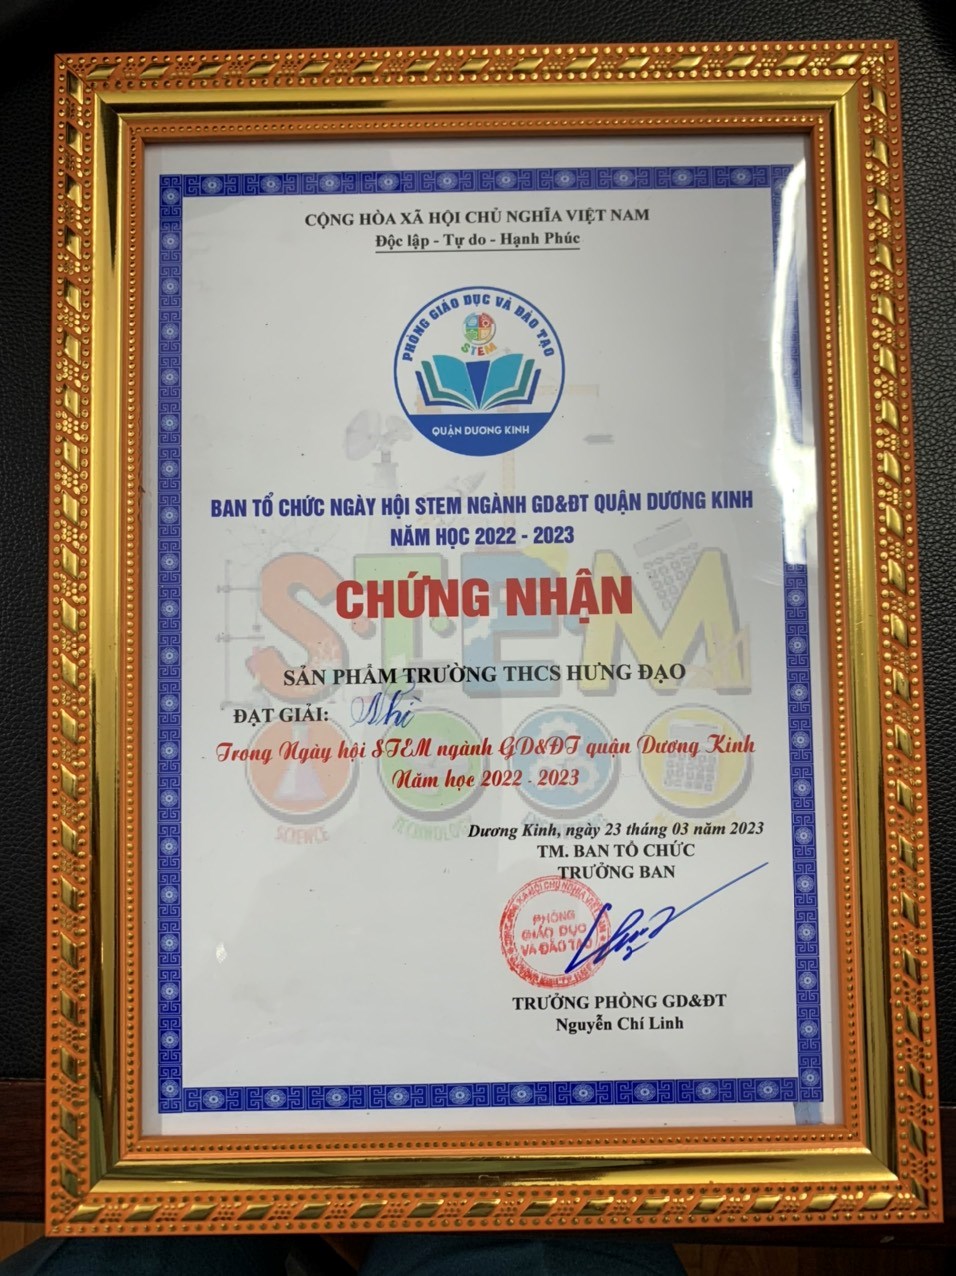 CỘNG HÒA XÃ HỘI CHỦ NGHĨA VIỆT NAM
Độc lập - Tự do - Hạnh Phúc
PHÒNG GIÁO DỤC VÀ ĐÀO TẠO
STEM
QUẬN DƯƠNG KINH
BAN TỔ CHỨC NGÀY HỘI STEM NGÀNH GD&ĐT QUẬN DƯƠNG KINH
NĂM HỌC 2022 - 2023
STEM
CHỨNG NHẬN
SẢN PHẨM TRƯỜNG THCS HƯNG ĐẠO
ĐẠT GIẢI: Nhì
Trong Ngày hội STEM ngành GD&ĐT quận Dương Kinh
Năm học 2022 - 2023
SCIENCE
TECHNOLOGY
Dương Kinh, ngày 23 tháng 03 năm 2023
TM. BAN TỔ CHỨC
TRƯỞNG BAN
PHÒNG
GIÁO DỤC
VÀ ĐÀO TẠO
TRƯỞNG PHÒNG GD&ĐT
Nguyễn Chí Linh